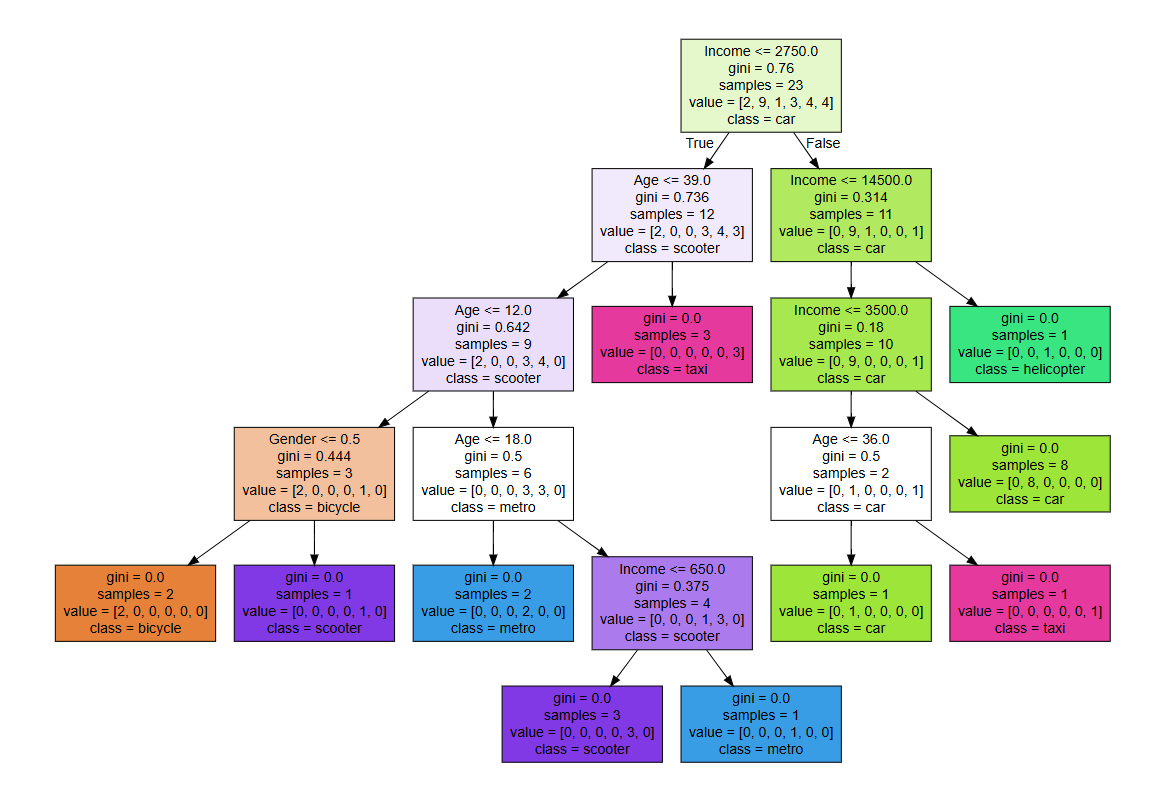 Income <= 2750.0
gini = 0.76
samples = 23
value = [2, 9, 1, 3, 4, 4]
class = car
True
False
Age <= 39.0
gini = 0.736
samples = 12
value = [2, 0, 0, 3, 4, 3]
class = scooter
Income <= 14500.0
gini = 0.314
samples = 11
value = [0, 9, 1, 0, 0, 1]
class = car
Age <= 12.0
gini = 0.642
samples = 9
value = [2, 0, 0, 3, 4, 0]
class = scooter
gini = 0.0
samples = 3
value = [0, 0, 0, 0, 0, 3]
class = taxi
Income <= 3500.0
gini = 0.18
samples = 10
value = [0, 9, 0, 0, 0, 1]
class = car
gini = 0.0
samples = 1
value = [0, 0, 1, 0, 0, 0]
class = helicopter
Gender <= 0.5
gini = 0.444
samples = 3
value = [2, 0, 0, 0, 1, 0]
class = bicycle
Age <= 18.0
gini = 0.5
samples = 6
value = [0, 0, 0, 3, 3, 0]
class = metro
Age <= 36.0
gini = 0.5
samples = 2
value = [0, 1, 0, 0, 0, 1]
class = car
gini = 0.0
samples = 8
value = [0, 8, 0, 0, 0, 0]
class = car
gini = 0.0
samples = 2
value = [2, 0, 0, 0, 0, 0]
class = bicycle
gini = 0.0
samples = 1
value = [0, 0, 0, 0, 1, 0]
class = scooter
gini = 0.0
samples = 2
value = [0, 0, 0, 2, 0, 0]
class = metro
Income <= 650.0
gini = 0.375
samples = 4
value = [0, 0, 0, 1, 3, 0]
class = scooter
gini = 0.0
samples = 1
value = [0, 1, 0, 0, 0, 0]
class = car
gini = 0.0
samples = 1
value = [0, 0, 0, 0, 0, 1]
class = taxi
gini = 0.0
samples = 3
value = [0, 0, 0, 0, 3, 0]
class = scooter
gini = 0.0
samples = 1
value = [0, 0, 0, 1, 0, 0]
class = metro